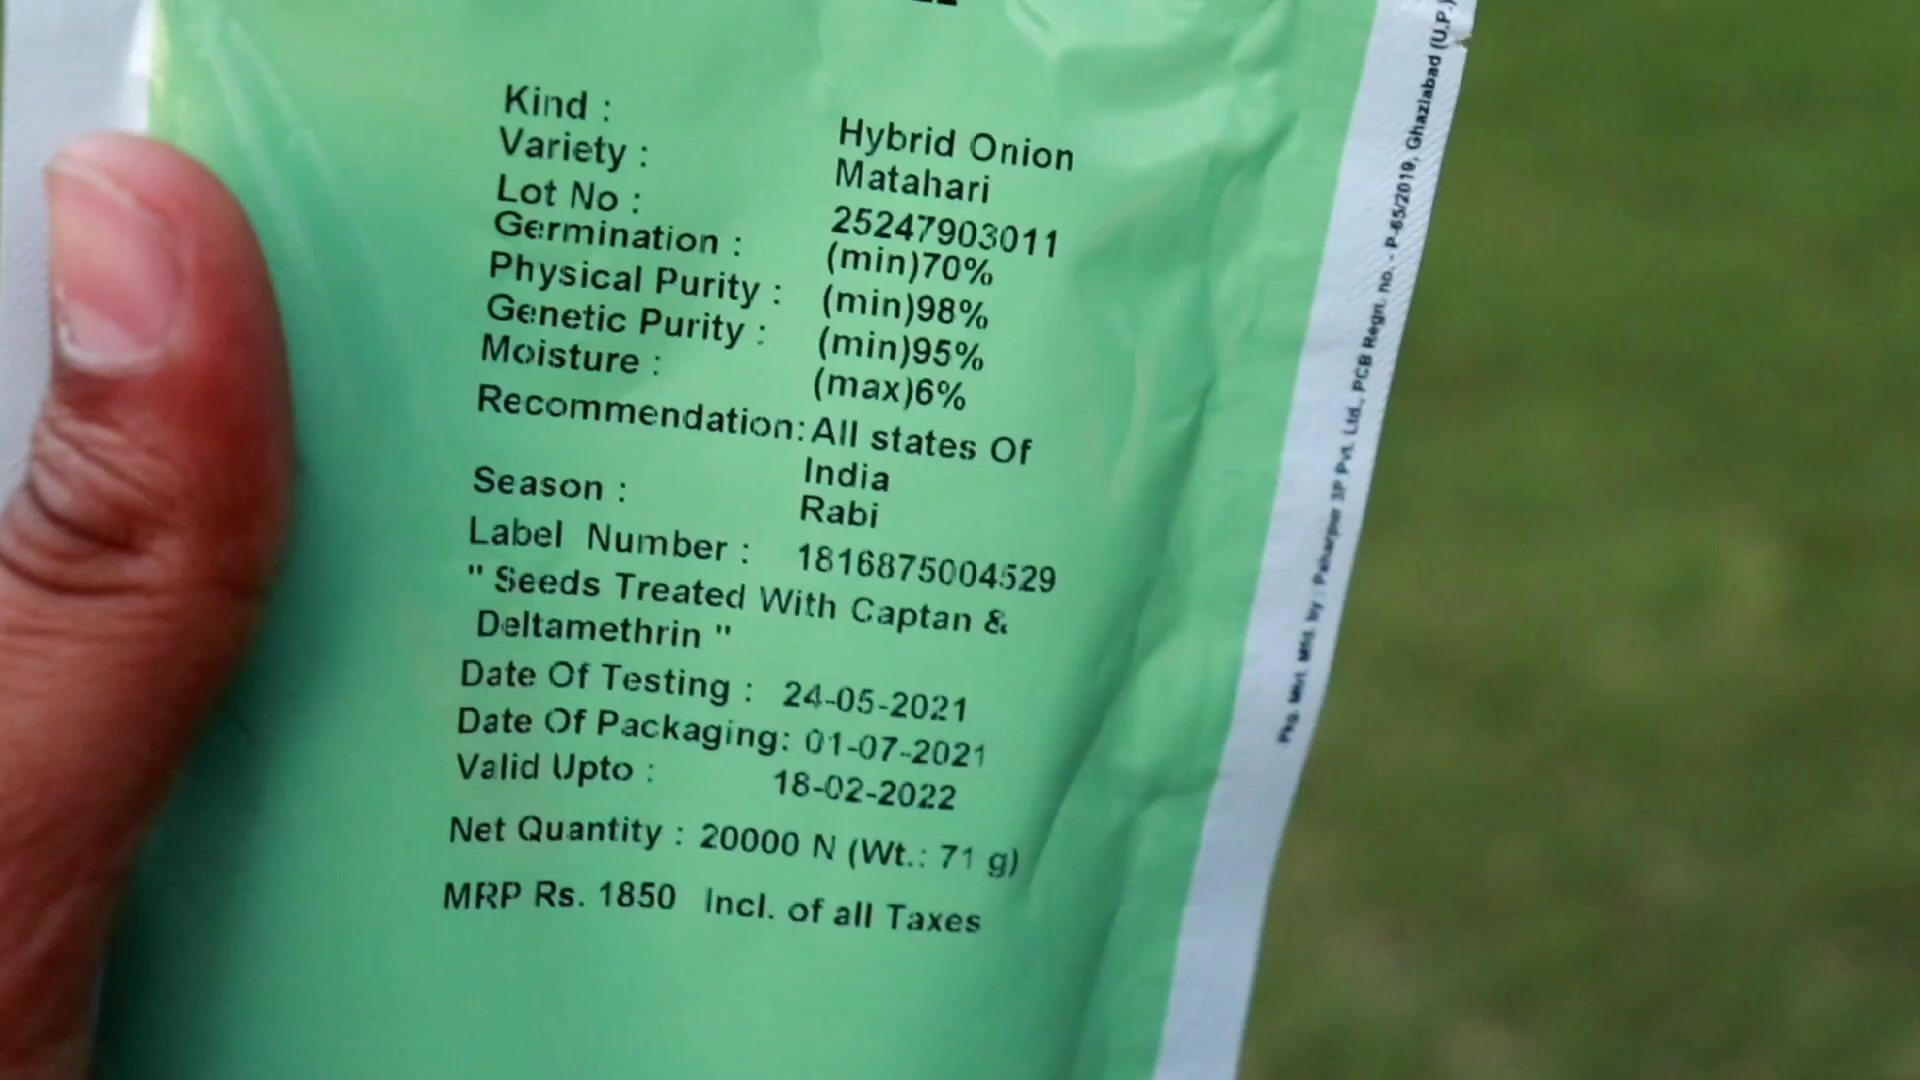 Kind : Hybrid Onion
Variety : Matahari
Lot No : 25247903011
Germination : (min)70%
Physical Purity : (min)98%
Genetic Purity : (min)95%
Moisture : (max)6%
Recommendation: All states Of
India
Season : Rabi
Label Number : 1816875004529
" Seeds Treated With Captan &
Deltamethrin "
Date Of Testing : 24-05-2021
Date Of Packaging: 01-07-2021
Valid Upto : 18-02-2022
Net Quantity : 20000 N (Wt.: 71 g)
MRP Rs. 1850 Incl. of all Taxes
Pkg. Mtrl. Mfd. by : Paharpur 3P Pvt. Ltd., PCB Regn. no. - P-65/2019, Ghaziabad (U.P.)